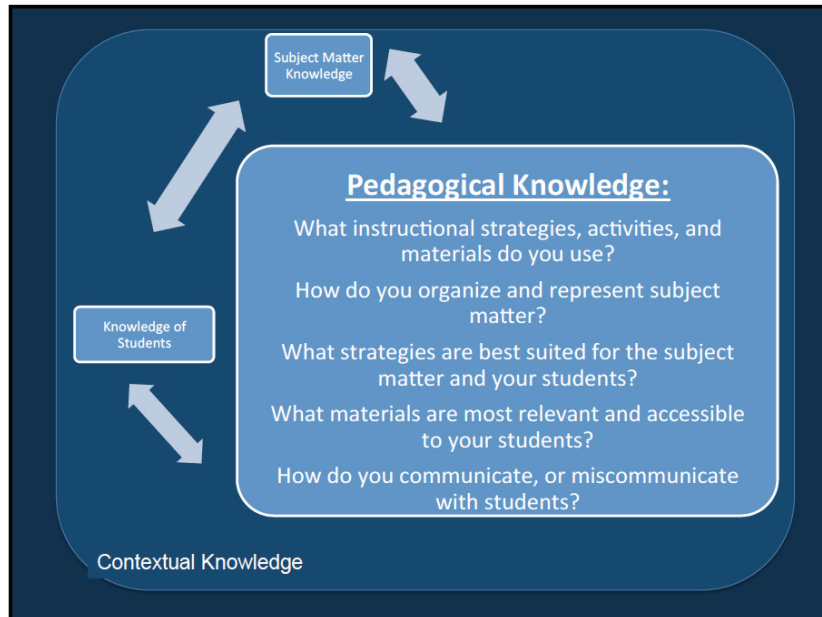 Subject Matter
Knowledge
Pedagogical Knowledge:
What instructional strategies, activities, and
materials do you use?
How do you organize and represent subject
matter?
What strategies are best suited for the subject
matter and your students?
What materials are most relevant and accessible
to your students?
How do you communicate, or miscommunicate
with students?
Knowledge of
Students
Contextual Knowledge